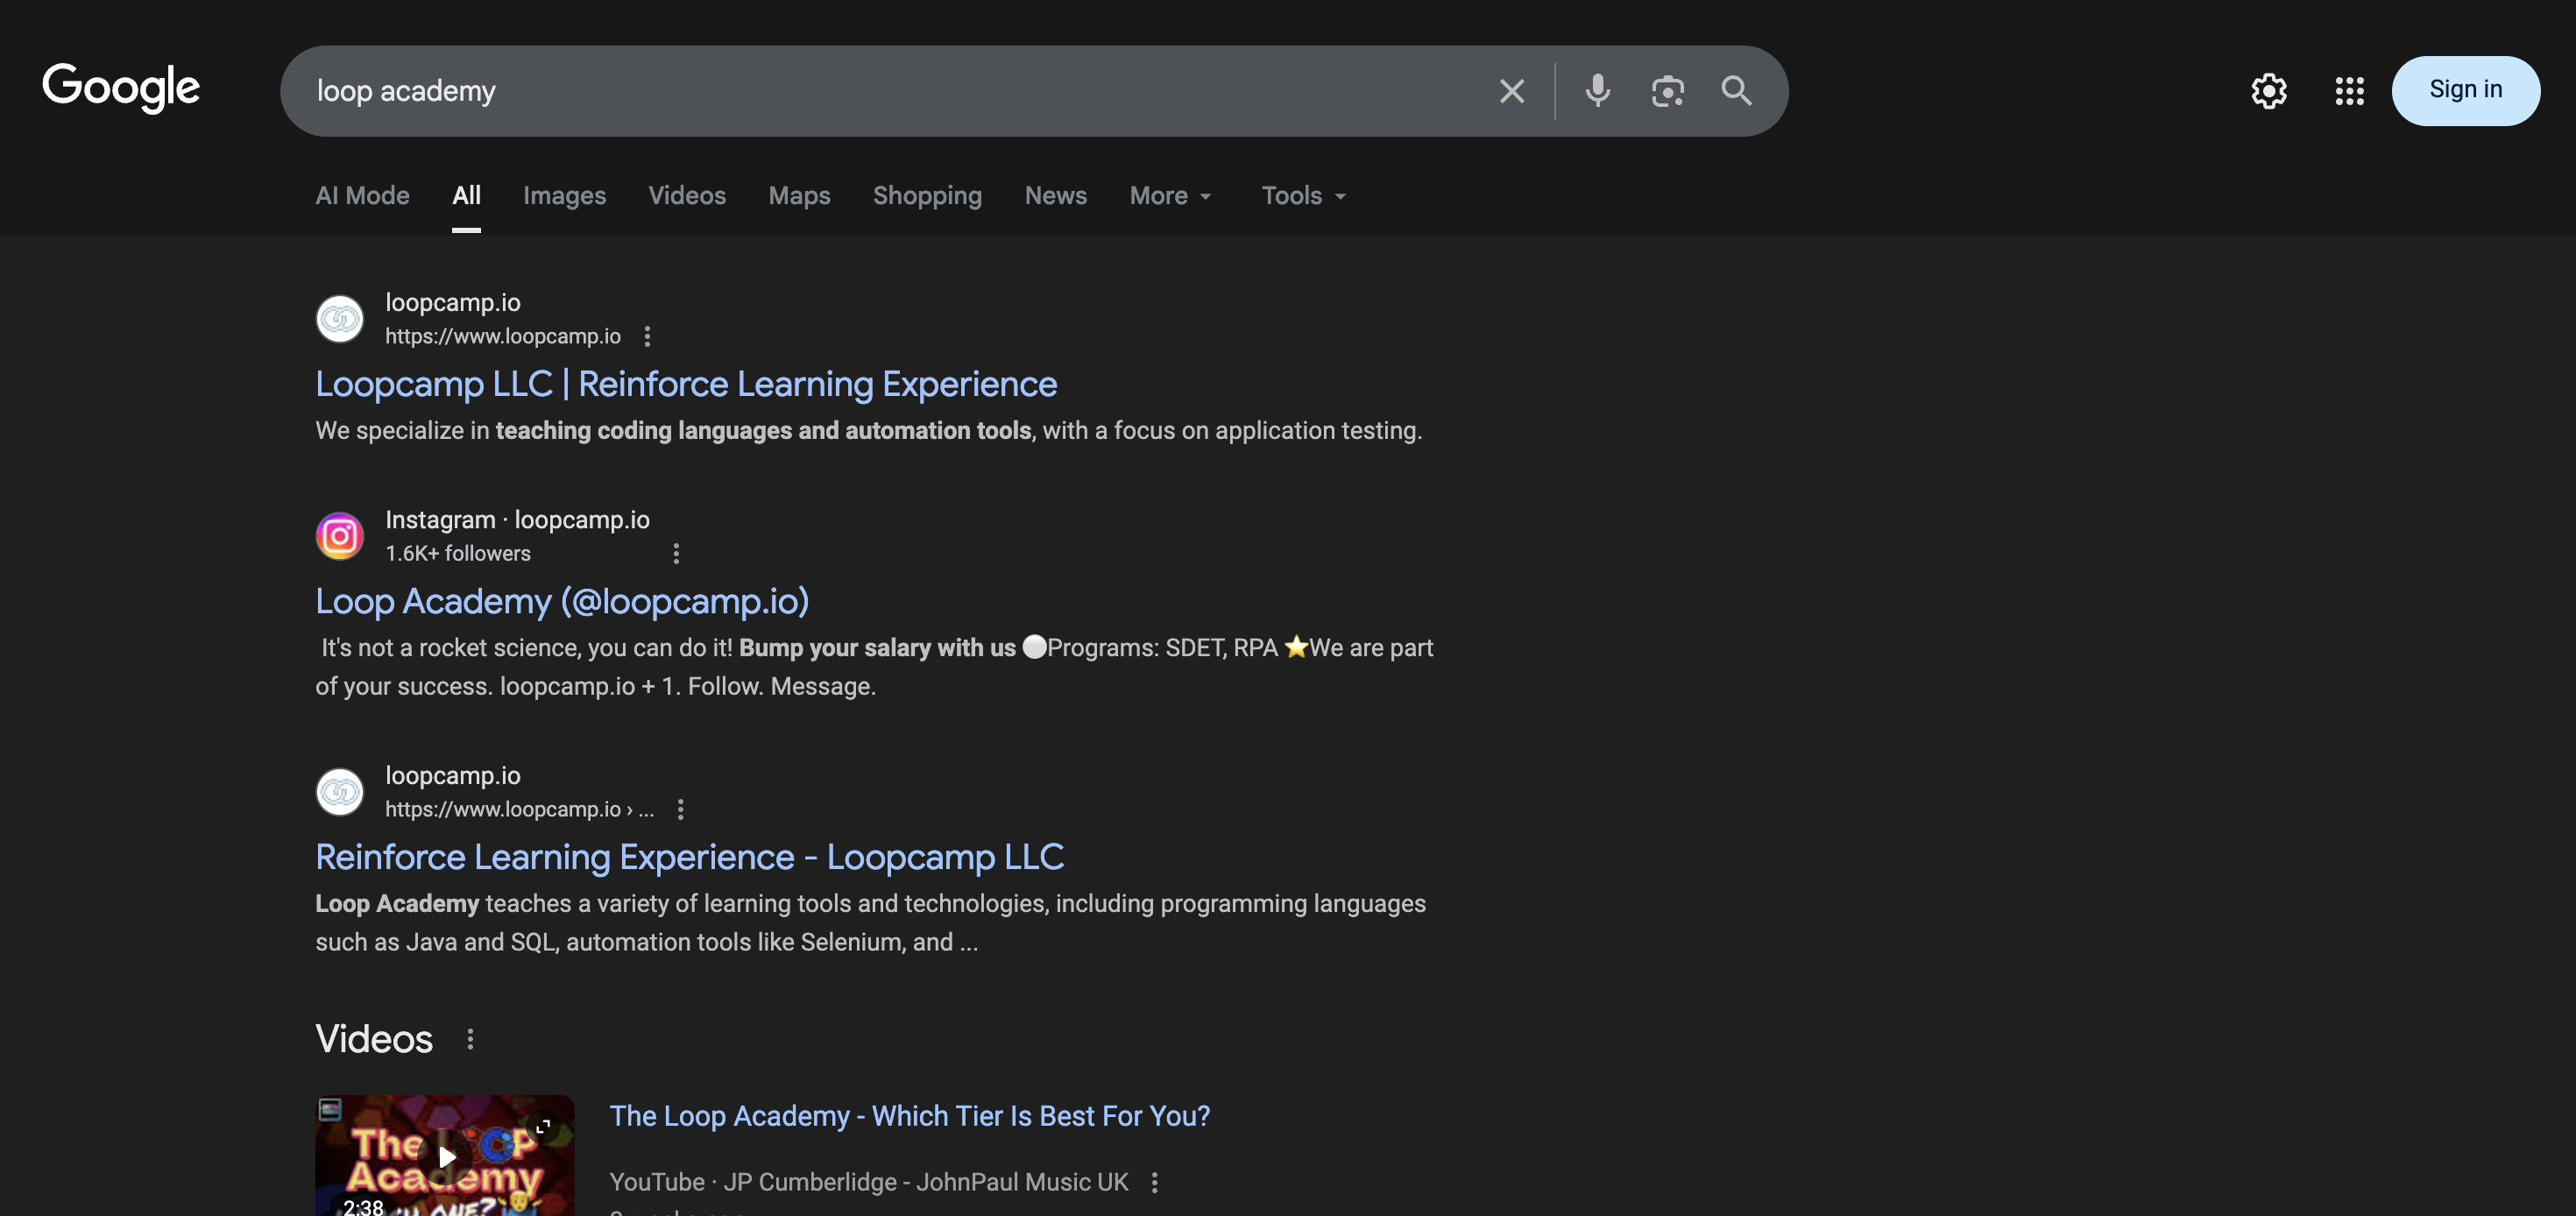 Google
loop academy
Sign in
AI Mode
All
Images
Videos
Maps
Shopping
News
More
Tools
loopcamp.io
https://www.loopcamp.io
Loopcamp LLC | Reinforce Learning Experience
We specialize in teaching coding languages and automation tools, with a focus on application testing.
Instagram · loopcamp.io
1.6K+ followers
Loop Academy (@loopcamp.io)
It's not a rocket science, you can do it! Bump your salary with us ⚪Programs: SDET, RPA ⭐We are part
of your success. loopcamp.io + 1. Follow. Message.
loopcamp.io
https://www.loopcamp.io › ...
Reinforce Learning Experience - Loopcamp LLC
Loop Academy teaches a variety of learning tools and technologies, including programming languages
such as Java and SQL, automation tools like Selenium, and ...
Videos
The LOOP
Academy
ONE?
2:38
The Loop Academy - Which Tier Is Best For You?
YouTube · JP Cumberlidge - JohnPaul Music UK